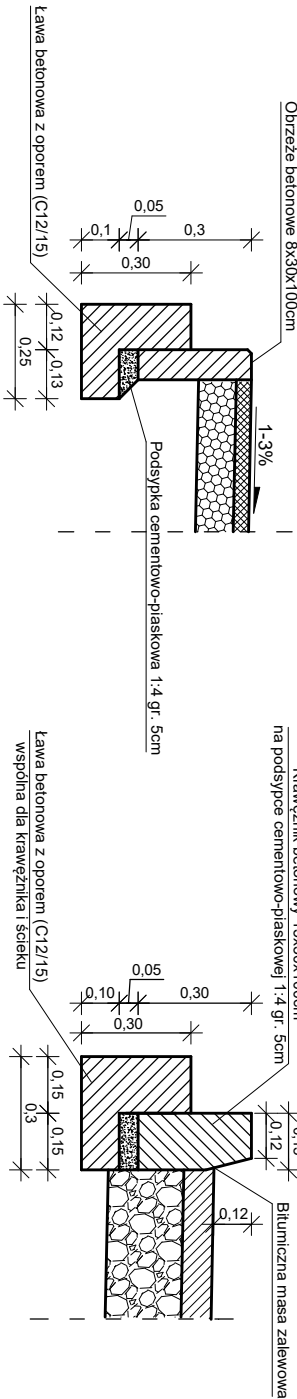 Obrzeże betonowe 8x30x100cm
0,3
0,05
0,1
0,30
0,12
0,13
0,25
1-3%
Podsypka cementowo-piaskowa 1:4 gr. 5cm
Ława betonowa z oporem (C12/15)
na podsypce cementowo-piaskowej 1:4 gr. 5cm
0,30
0,05
0,10
0,30
0,12
0,12
0,15
0,15
0,3
Bitumiczna masa zalewowa
Ława betonowa z oporem (C12/15)
wspólna dla krawężnika i ścieku